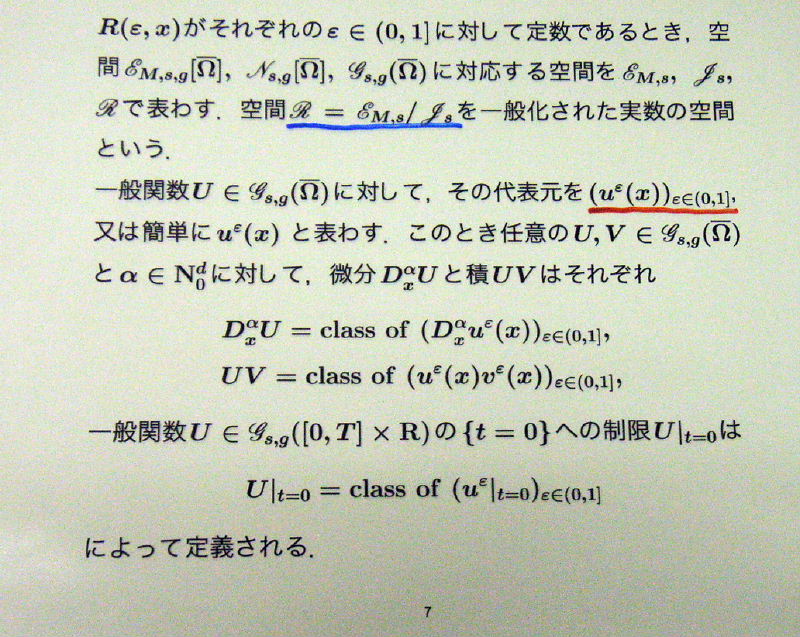 R(ε, x)がそれぞれのε ∈ (0, 1]に対して定数であるとき，空
間ℰ_{M,s,g}[Ω̅], 𝒩_{s,g}[Ω̅], 𝒢_{s,g}(Ω̅)に対応する空間をℰ_{M,s}, 𝒥_s,
ℛで表わす．空間ℛ = ℰ_{M,s}/𝒥_sを一般化された実数の空間
という．
一般関数U ∈ 𝒢_{s,g}(Ω̅)に対して，その代表元を(u^ε(x))_{ε∈(0,1]},
又は簡単にu^ε(x) と表わす．このとき任意のU, V ∈ 𝒢_{s,g}(Ω̅)
とα ∈ N_0^dに対して，微分D_x^αUと積UVはそれぞれ
D_x^αU = class of (D_x^αu^ε(x))_{ε∈(0,1]},
UV = class of (u^ε(x)v^ε(x))_{ε∈(0,1]},
一般関数U ∈ 𝒢_{s,g}([0, T] × R)の{t = 0}への制限U|_{t=0}は
U|_{t=0} = class of (u^ε|_{t=0})_{ε∈(0,1]}
によって定義される．
7